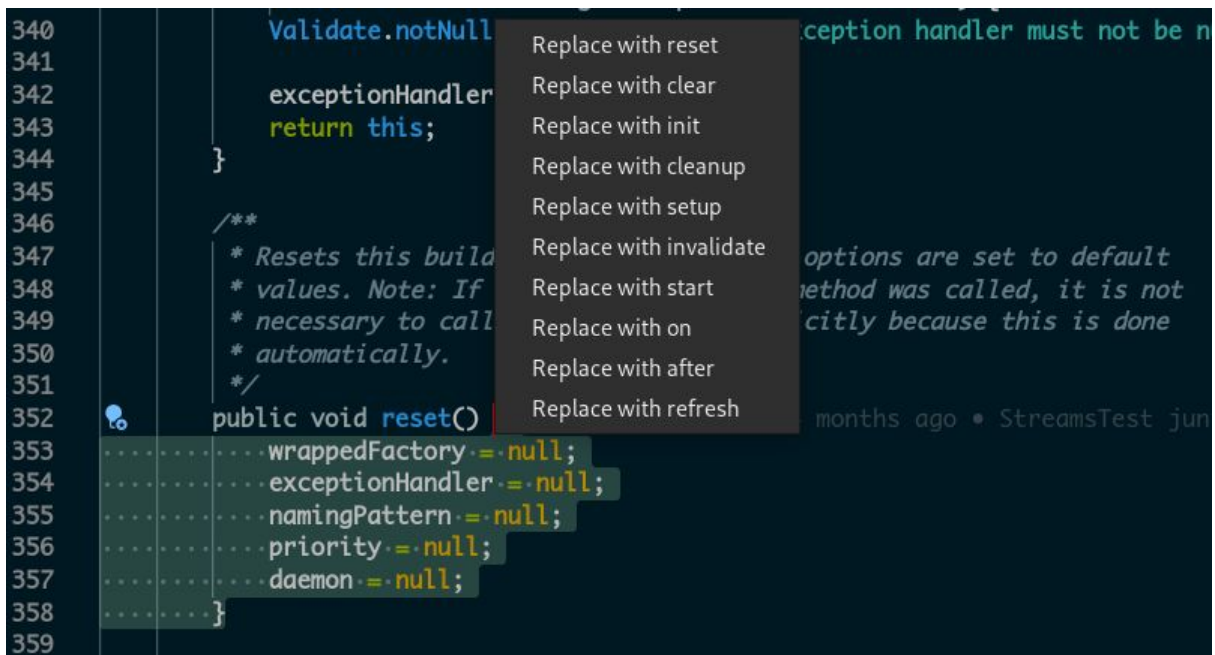 340 Validate.notNull ception handler must not be n
341
342 exceptionHandler
343 return this;
344 }
345
346 /**
347 * Resets this build options are set to default
348 * values. Note: If method was called, it is not
349 * necessary to call citly because this is done
350 * automatically.
351 */
352 public void reset() months ago • StreamsTest jun
353 wrappedFactory = null;
354 exceptionHandler = null;
355 namingPattern = null;
356 priority = null;
357 daemon = null;
358 }
359
Replace with reset
Replace with clear
Replace with init
Replace with cleanup
Replace with setup
Replace with invalidate
Replace with start
Replace with on
Replace with after
Replace with refresh